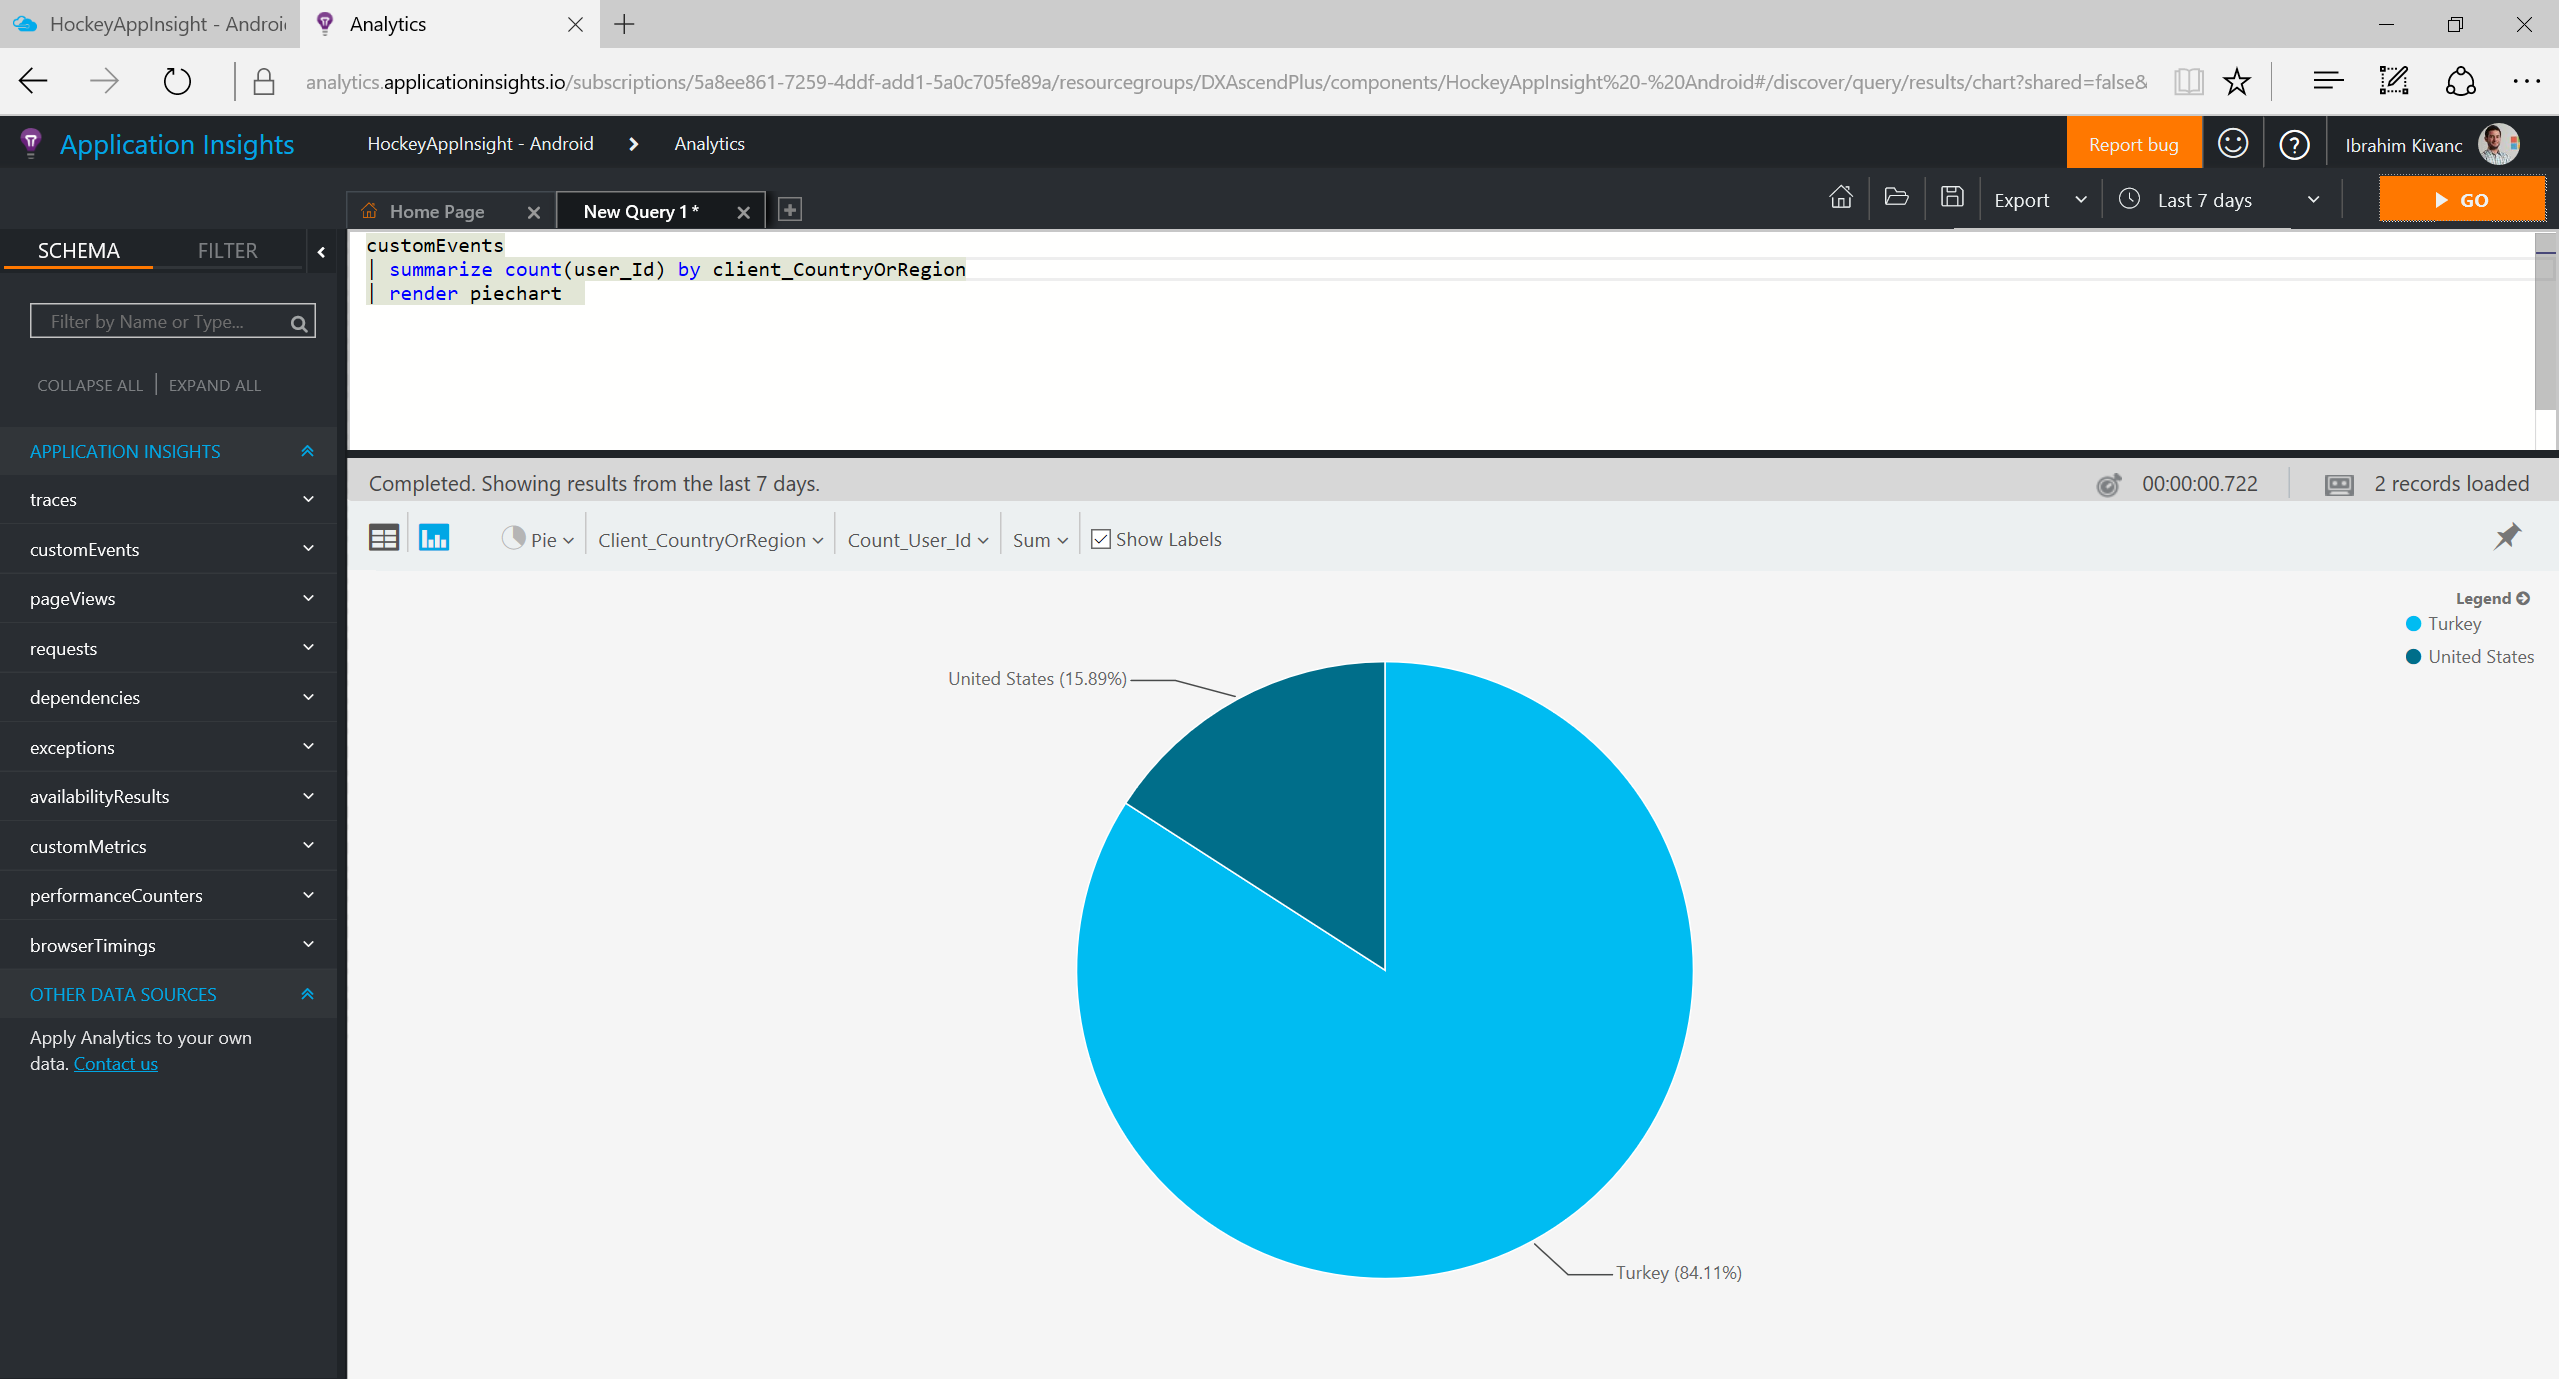 HockeyAppInsight - Androi
Analytics
analytics.applicationinsights.io/subscriptions/5a8ee861-7259-4ddf-add1-5a0c705fe89a/resourcegroups/DXAscendPlus/components/HockeyAppInsight%20-%20Android#/discover/query/results/chart?shared=false&
Application Insights
HockeyAppInsight - Android
Analytics
Report bug
Ibrahim Kivanc
Home Page
New Query 1 *
Export
Last 7 days
GO
SCHEMA
FILTER
customEvents
| summarize count(user_Id) by client_CountryOrRegion
| render piechart
Filter by Name or Type...
COLLAPSE ALL | EXPAND ALL
APPLICATION INSIGHTS
traces
customEvents
pageViews
requests
dependencies
exceptions
availabilityResults
customMetrics
performanceCounters
browserTimings
OTHER DATA SOURCES
Apply Analytics to your own
data. Contact us
Completed. Showing results from the last 7 days.
00:00:00.722
2 records loaded
Pie
Client_CountryOrRegion
Count_User_Id
Sum
Show Labels
Legend
Turkey
United States
United States (15.89%)
Turkey (84.11%)